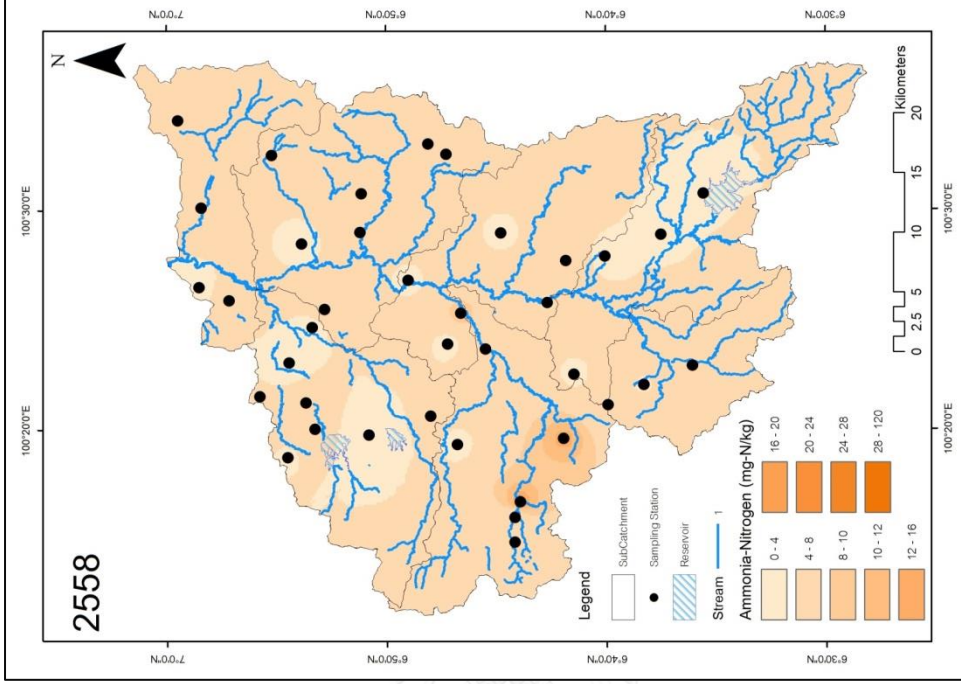 2558
N
100°20'0"E
100°30'0"E
7°0'0"N
7°0'0"N
6°50'0"N
6°50'0"N
6°40'0"N
6°40'0"N
6°30'0"N
6°30'0"N
100°20'0"E
100°30'0"E
Legend
SubCatchment
Sampling Station
Reservoir
Stream 1
Ammonia-Nitrogen (mg-N/kg)
0 - 4
4 - 8
8 - 10
10 - 12
12 - 16
16 - 20
20 - 24
24 - 28
28 - 120
0 2.5 5 10 15 20
Kilometers